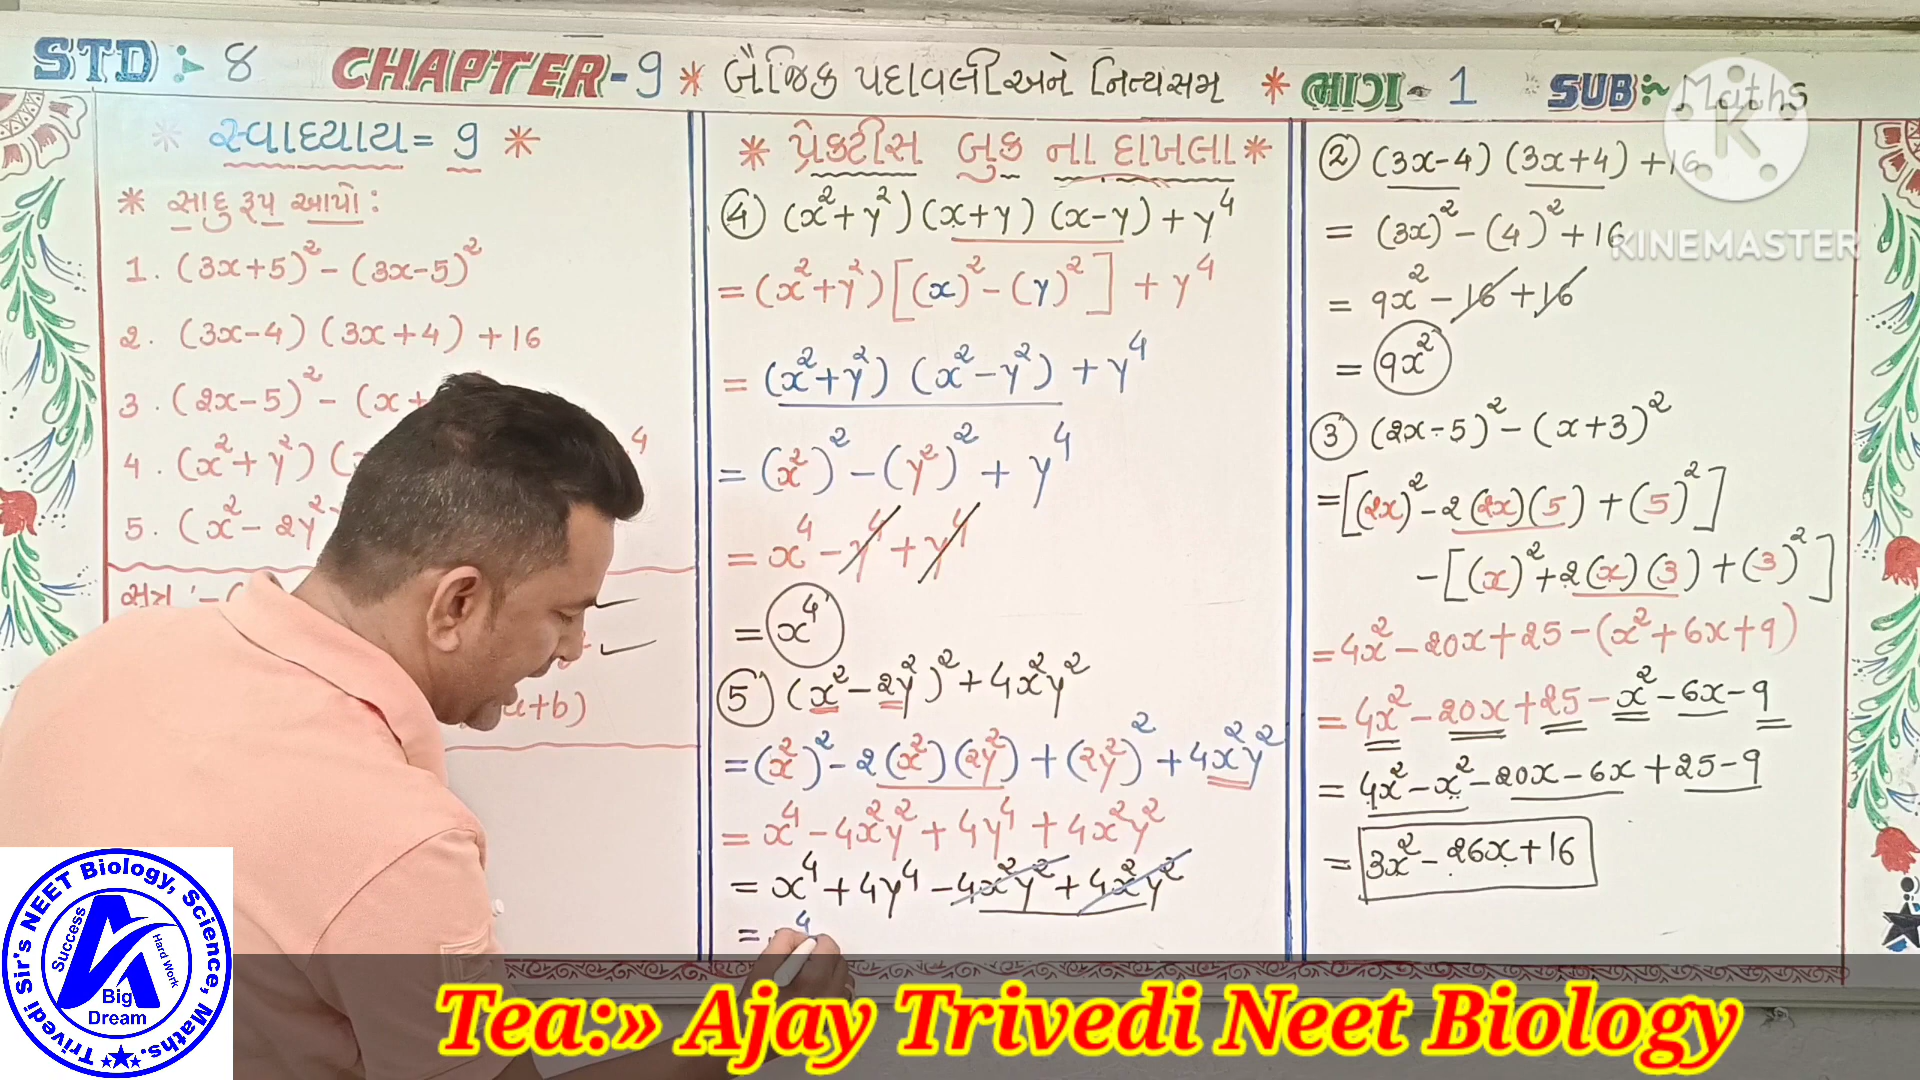 STD :- 8 CHAPTER-9 * બૈજિક પદાવલી અને નિત્યસમ * ભાગ - 1 SUB:~ Maths
* સ્વાધ્યાય = 9 *
* સાદુ રૂપ આપો :
1. (3x+5)² - (3x-5)²
2. (3x-4) (3x+4) + 16
3. (2x-5)² - (x+
4. (x² + y²) ( 4
5. (x² - 2y²
સૂત્ર :- (
+b)
* પ્રેક્ટીસ બુક ના દાખલા *
④ (x²+y²) (x+y) (x-y) + y⁴
= (x²+y²) [(x)² - (y)²] + y⁴
= (x²+y²) (x²-y²) + y⁴
= (x²)² - (y²)² + y⁴
= x⁴ - y⁴ + y⁴
= x⁴
⑤ (x² - 2y²)² + 4x²y²
= (x²)² - 2(x²)(2y²) + (2y²)² + 4x²y²
= x⁴ - 4x²y² + 4y⁴ + 4x²y²
= x⁴ + 4y⁴ - 4x²y² + 4x²y²
= 4
② (3x-4) (3x+4) + 16
= (3x)² - (4)² + 16
= 9x² - 16 + 16
= 9x²
③ (2x-5)² - (x+3)²
= [(2x)² - 2(2x)(5) + (5)²]
- [(x)² + 2(x)(3) + (3)²]
= 4x² - 20x + 25 - (x² + 6x + 9)
= 4x² - 20x + 25 - x² - 6x - 9
= 4x² - x² - 20x - 6x + 25 - 9
= 3x² - 26x + 16
K
KINEMASTER
Trivedi Sir's NEET Biology, Science, Maths.
Success
Hard Work
Big
Dream
Tea:» Ajay Trivedi Neet Biology